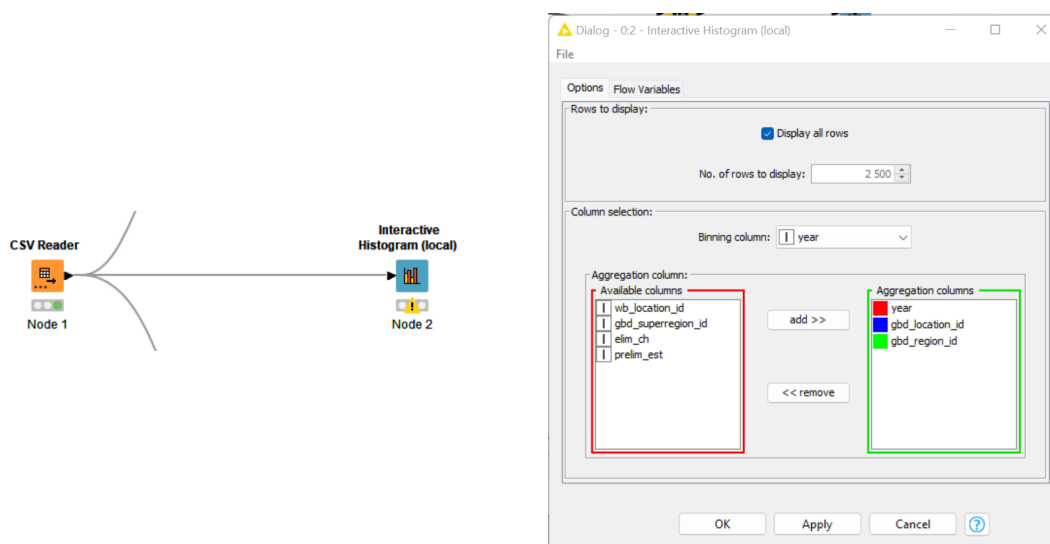 CSV Reader
Node 1
Interactive
Histogram (local)
Node 2
Dialog - 0:2 - Interactive Histogram (local)
File
Options Flow Variables
Rows to display:
Display all rows
No. of rows to display: 2 500
Column selection:
Binning column: I year
Aggregation column:
Available columns
I wb_location_id
I gbd_superregion_id
I elim_ch
I prelim_est
add >>
<< remove
Aggregation columns
year
gbd_location_id
gbd_region_id
OK Apply Cancel ?